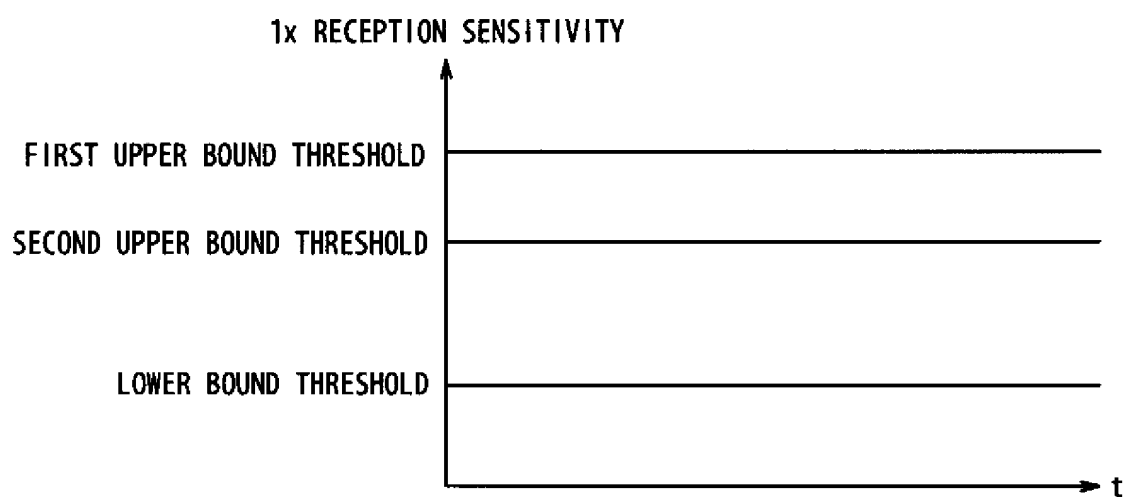 1x RECEPTION SENSITIVITY
FIRST UPPER BOUND THRESHOLD
SECOND UPPER BOUND THRESHOLD
LOWER BOUND THRESHOLD
t